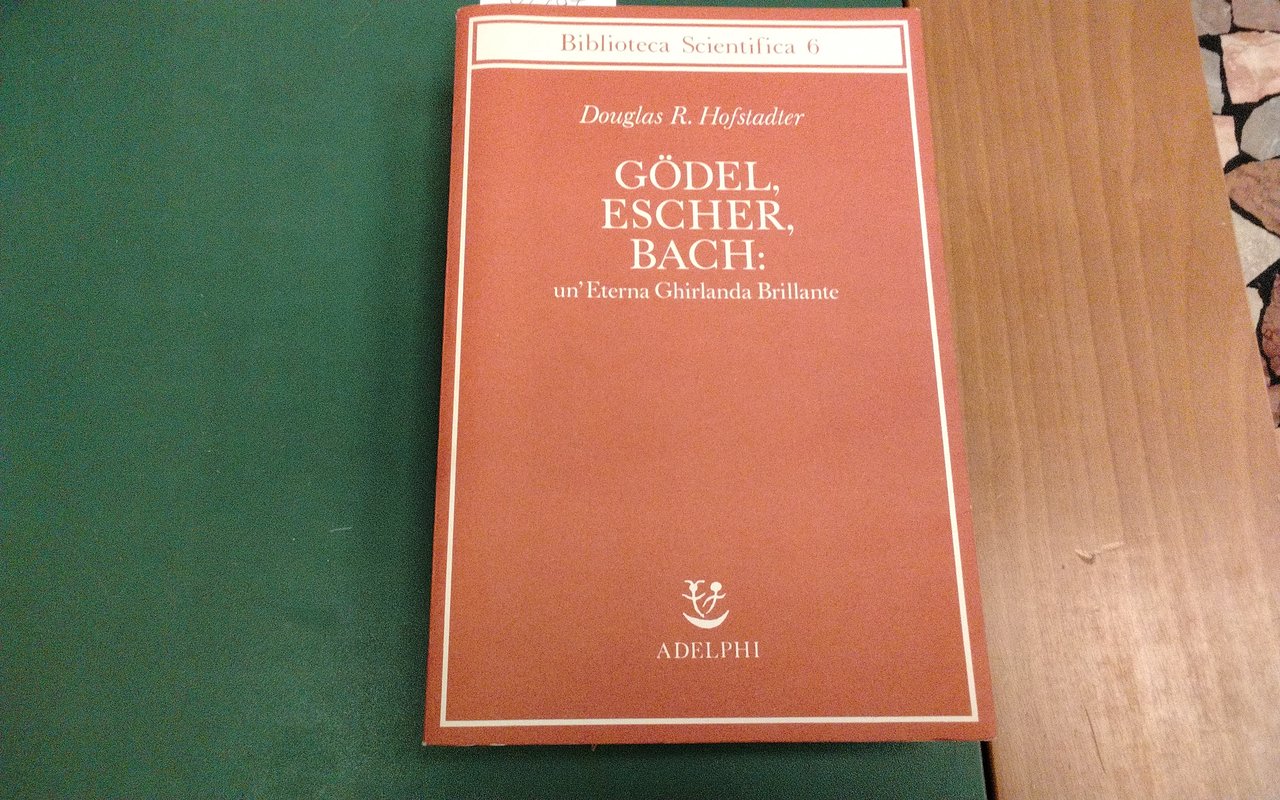 Biblioteca Scientifica 6
Douglas R. Hofstadter
GÖDEL,
ESCHER,
BACH:
un'Eterna Ghirlanda Brillante
ADELPHI